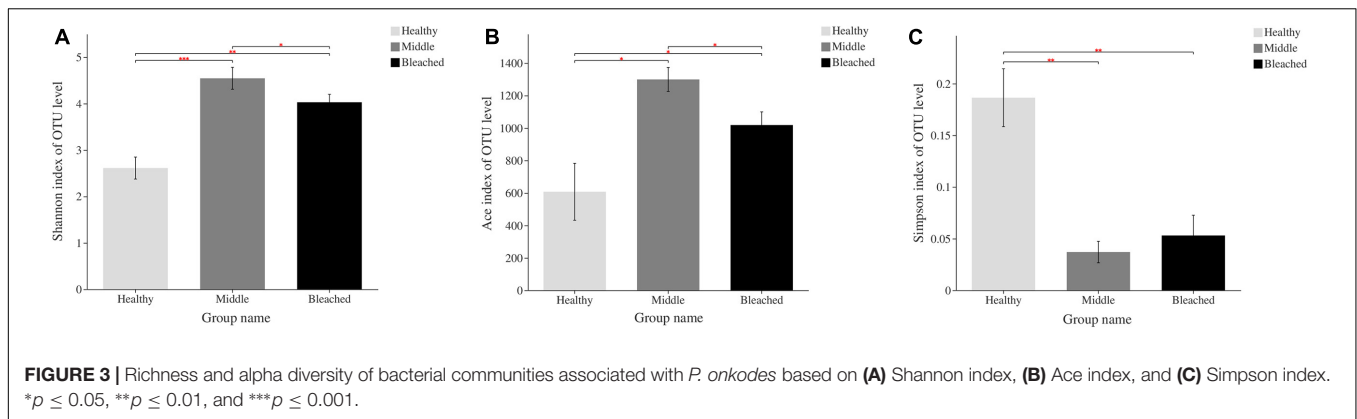 A
Healthy
Middle
Bleached
*
**
***
Shannon index of OTU level
5
4
3
2
1
0
Healthy Middle Bleached
Group name
B
Healthy
Middle
Bleached
*
*
*
Ace index of OTU level
1400
1200
1000
800
600
400
200
0
Healthy Middle Bleached
Group name
C
Healthy
Middle
Bleached
**
**
Simpson index of OTU level
0.2
0.15
0.1
0.05
0
Healthy Middle Bleached
Group name
FIGURE 3 | Richness and alpha diversity of bacterial communities associated with P. onkodes based on (A) Shannon index, (B) Ace index, and (C) Simpson index.
*p ≤ 0.05, **p ≤ 0.01, and ***p ≤ 0.001.